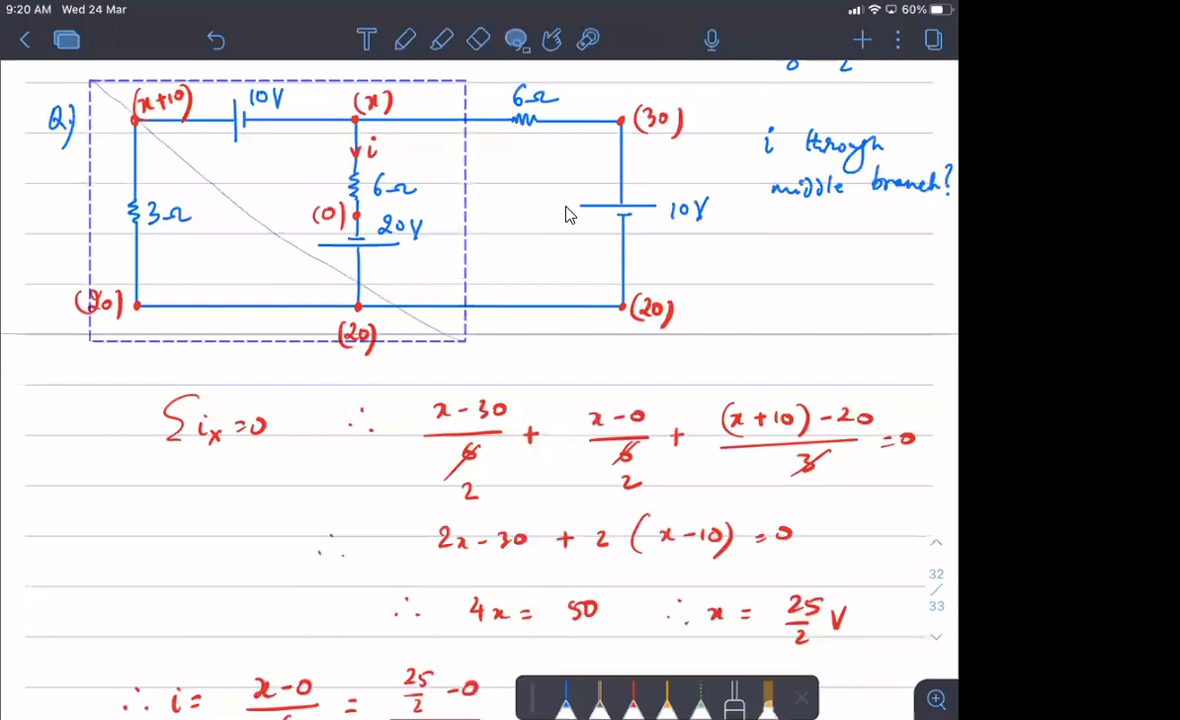 9:20 AM Wed 24 Mar
60%
Q)
(x+10)
10V
(x)
6Ω
(30)
i through
middle branch?
i
6Ω
3Ω
(0)
20V
10V
(20)
(20)
(20)
Σ ix = 0 ∴ x - 30 / 6 + x - 0 / 6 + (x + 10) - 20 / 3 = 0
2 2
∴ 2x - 30 + 2 (x - 10) = 0
32
/
33
∴ 4x = 50 ∴ x = 25/2 V
∴ i = x - 0 / 6 = 25/2 - 0